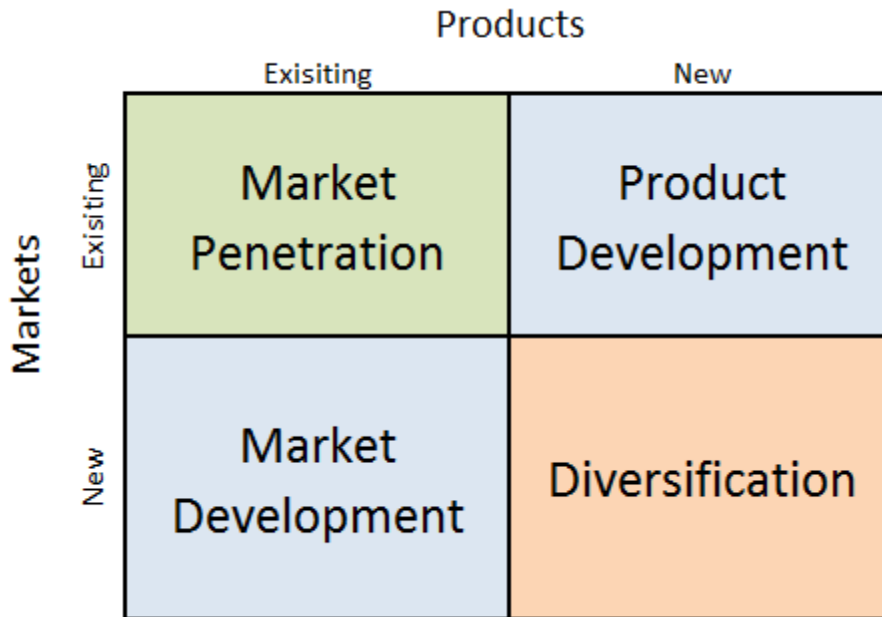 Products
Exisiting New
Markets
Exisiting
Market
Penetration
Product
Development
New
Market
Development
Diversification